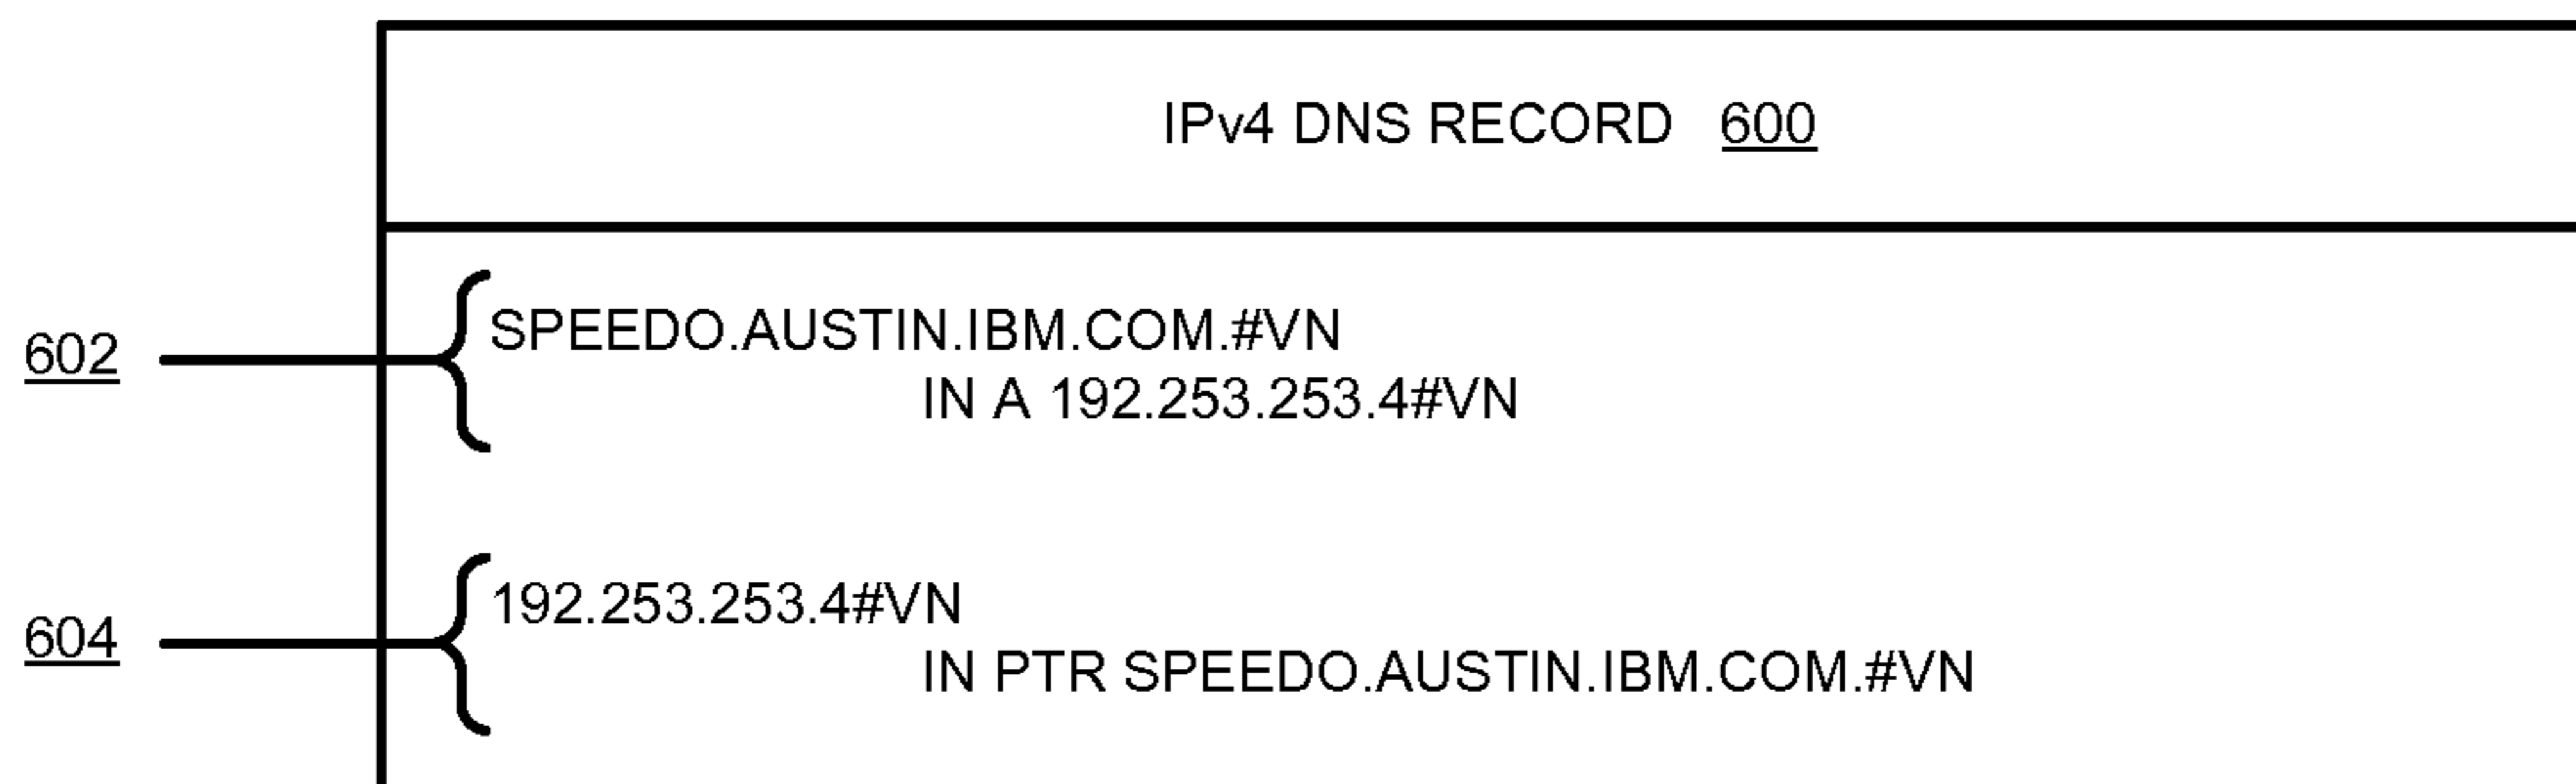 IPv4 DNS RECORD 600
602
SPEEDO.AUSTIN.IBM.COM.#VN
IN A 192.253.253.4#VN
604
192.253.253.4#VN
IN PTR SPEEDO.AUSTIN.IBM.COM.#VN